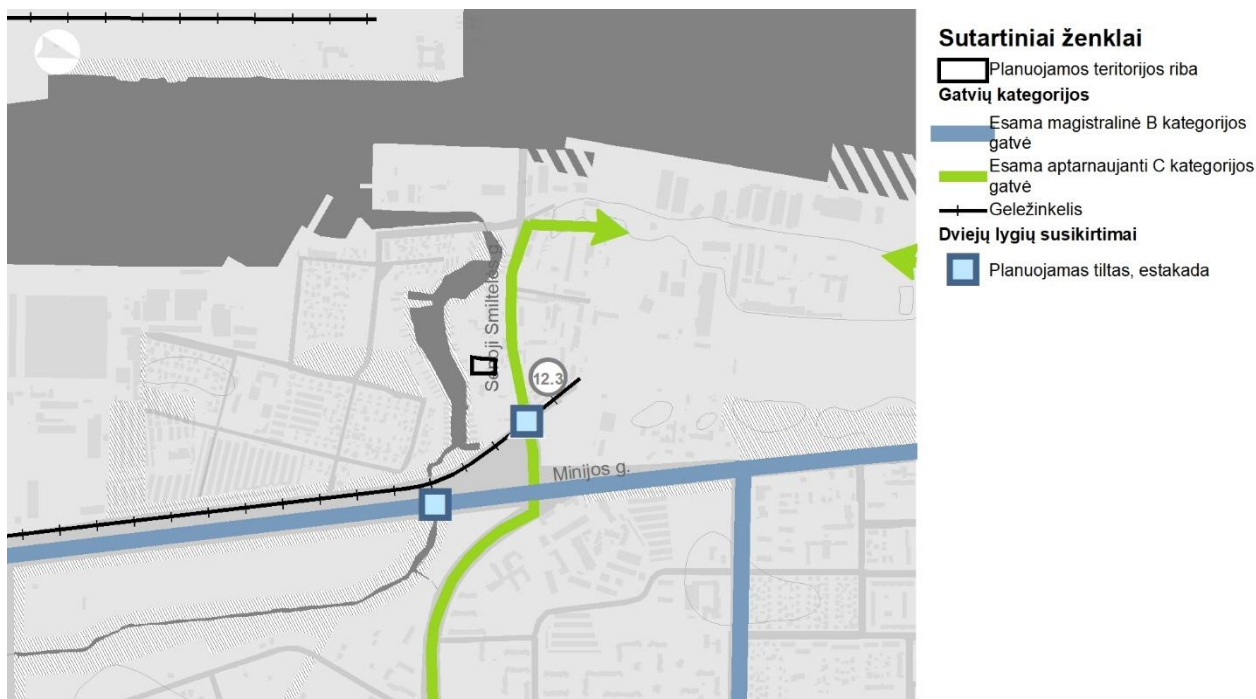 Sutartiniai ženklai
Planuojamos teritorijos riba
Gatvių kategorijos
Esama magistralinė B kategorijos
gatvė
Esama aptarnaujanti C kategorijos
gatvė
Geležinkelis
Dviejų lygių susikirtimai
Planuojamas tiltas, estakada
Senoji Smiltelės g.
12.3
Minijos g.